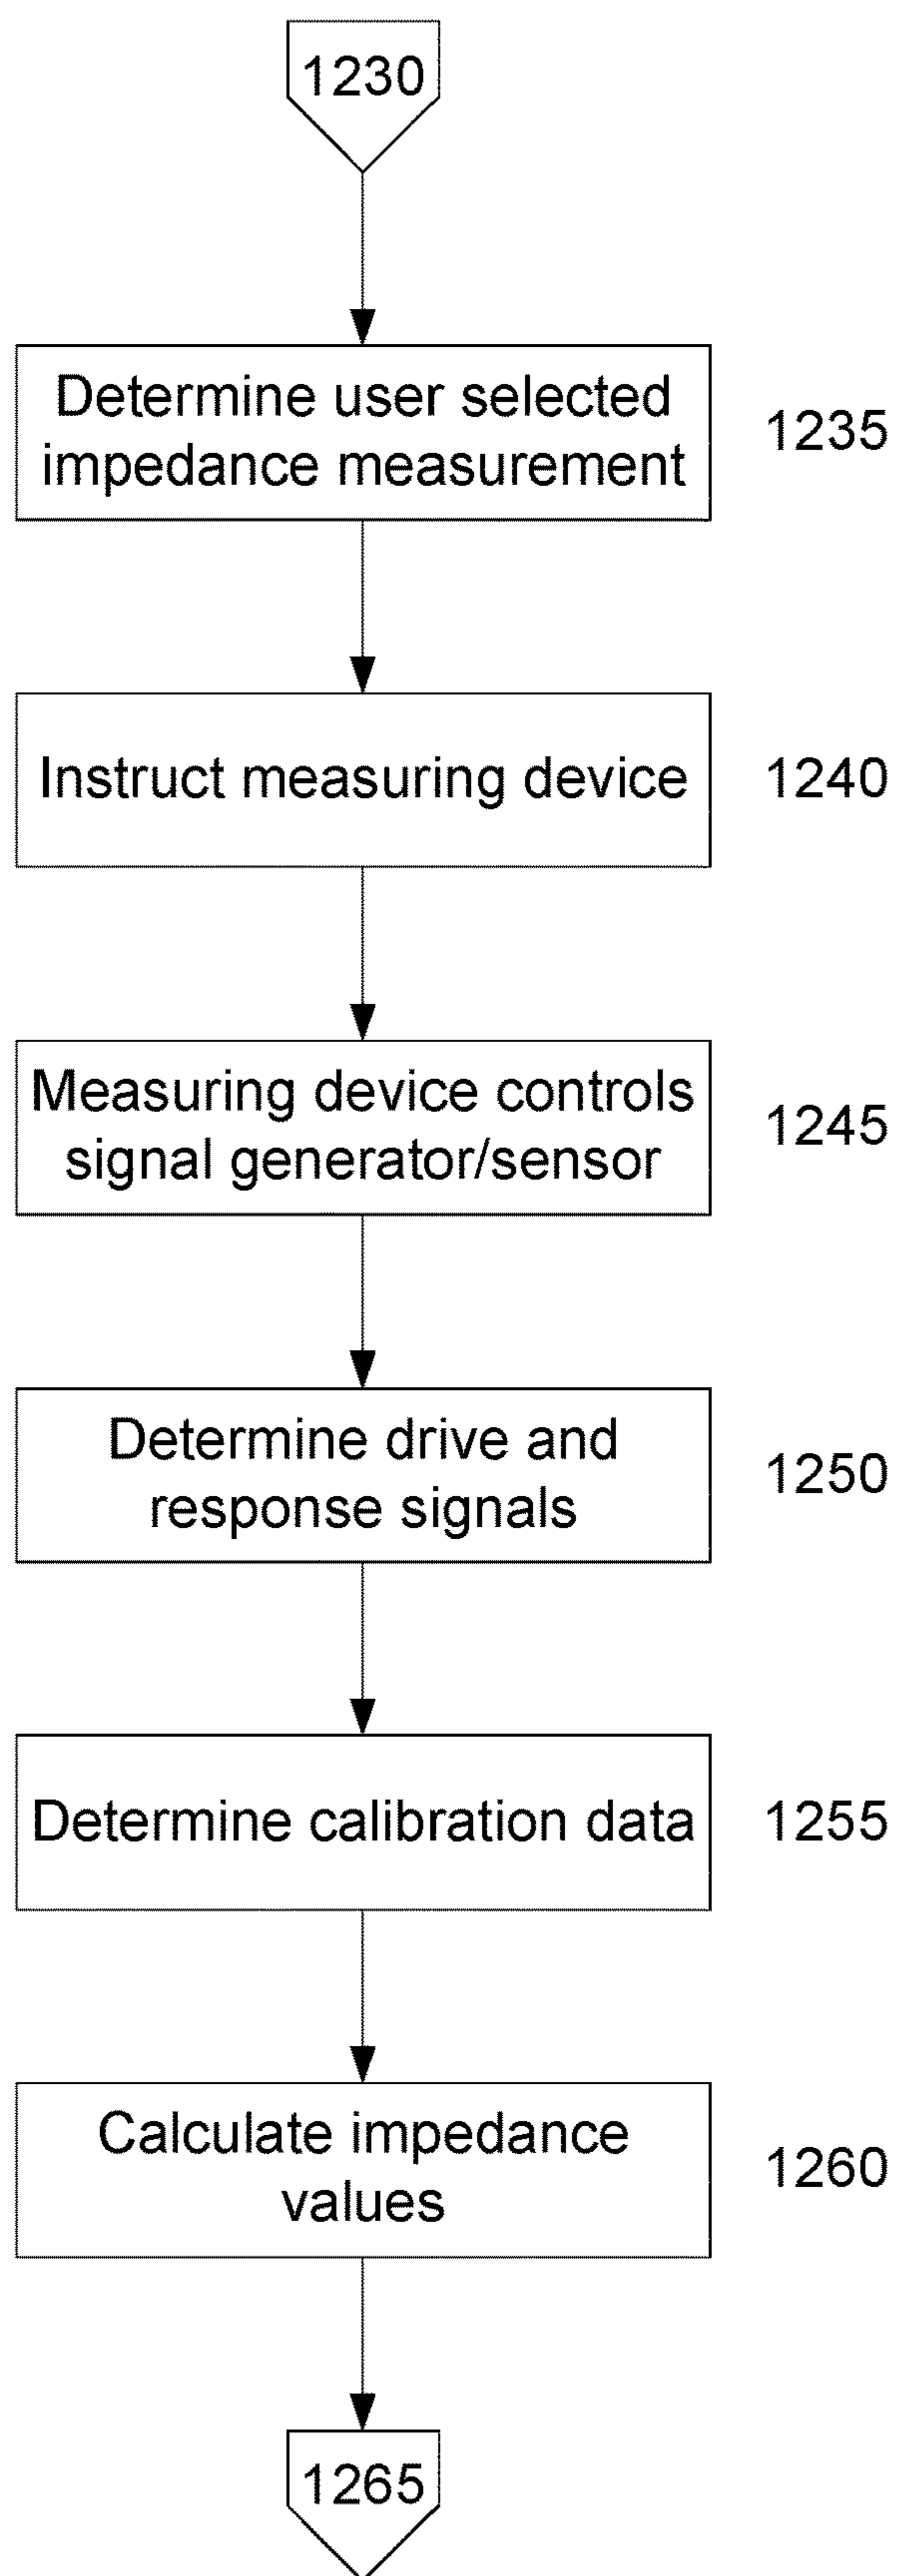 1230
Determine user selected
impedance measurement
1235
Instruct measuring device
1240
Measuring device controls
signal generator/sensor
1245
Determine drive and
response signals
1250
Determine calibration data
1255
Calculate impedance
values
1260
1265